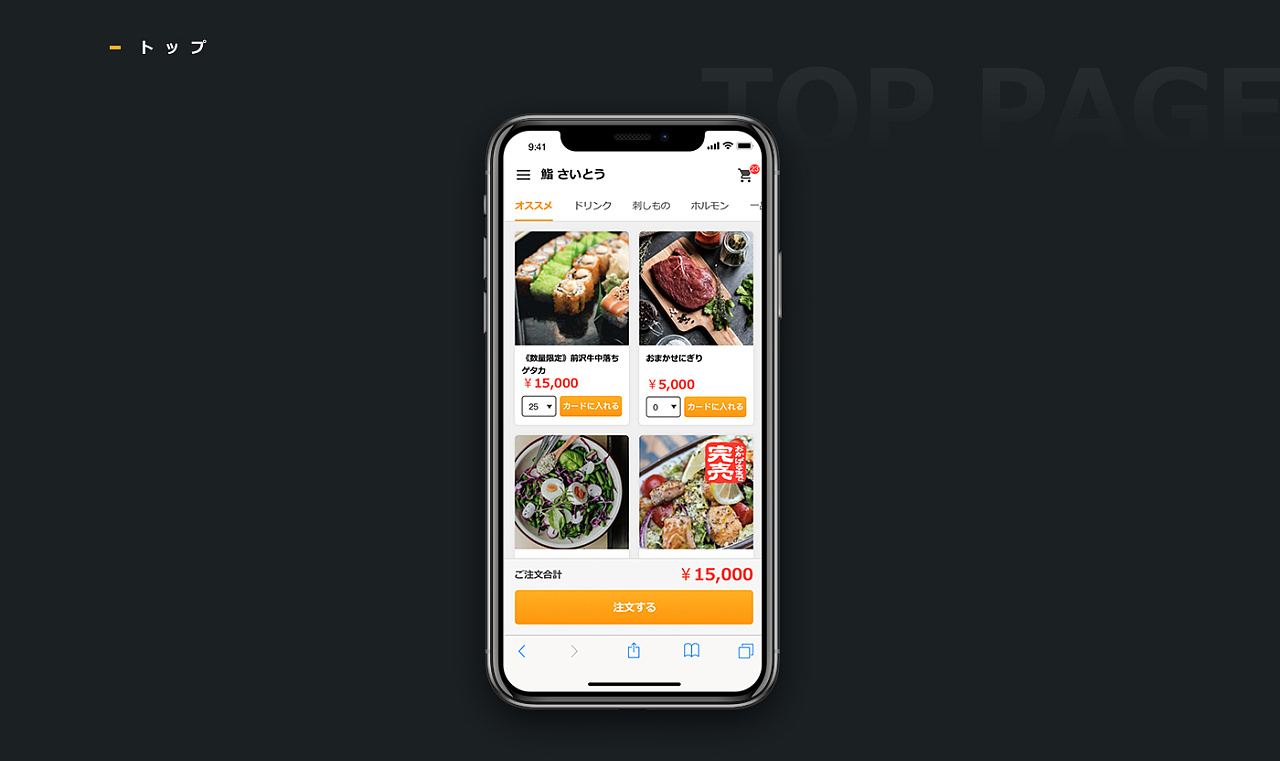 トップ
TOP PAGE
9:41
鮨 さいとう
オススメ ドリンク 刺しもの ホルモン 一品
《数量限定》前沢牛中落ち
ゲタカ
¥15,000
25 カードに入れる
おまかせにぎり
¥5,000
0 カードに入れる
おかげさまで
完売
ご注文合計 ¥15,000
注文する